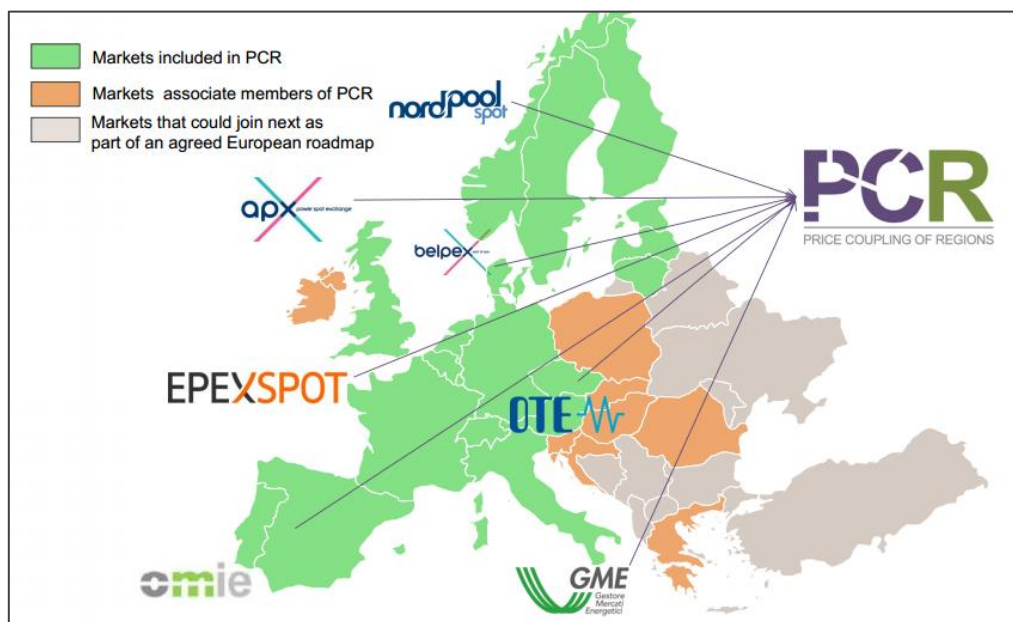 Markets included in PCR
Markets associate members of PCR
Markets that could join next as
part of an agreed European roadmap
nordpool
spot
PCR
PRICE COUPLING OF REGIONS
apx power spot exchange
belpex
EPEXSPOT
OTE
omie
GME
Gestore
Mercati
Energetici